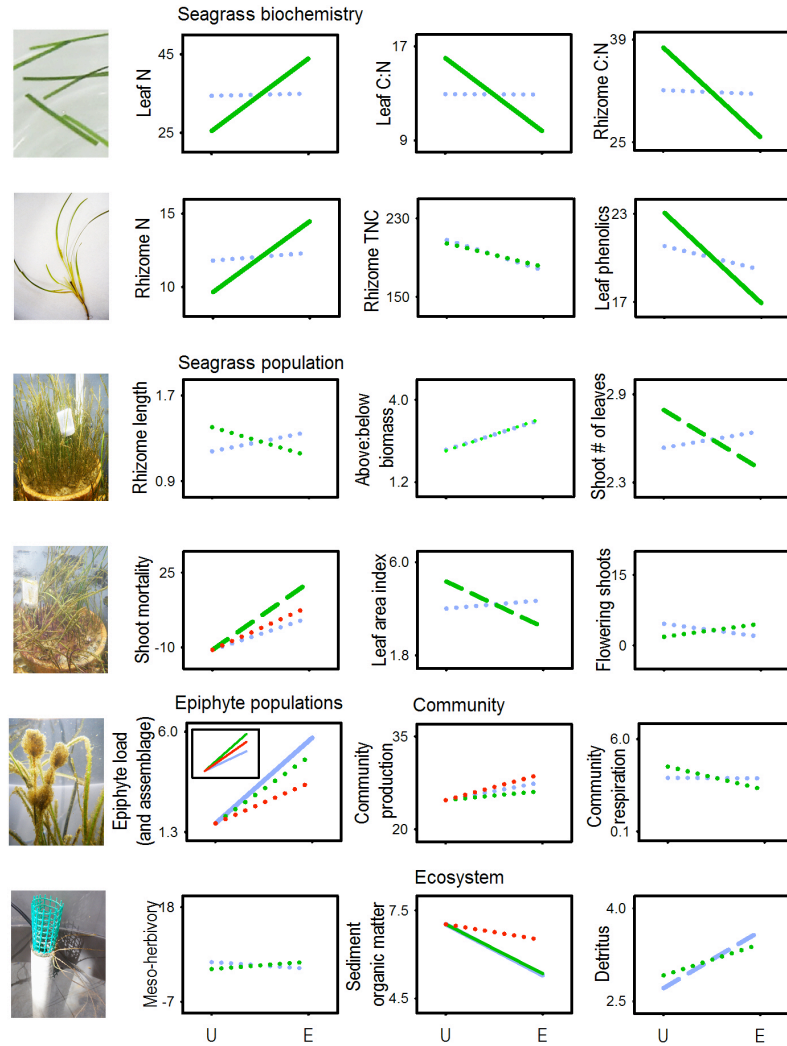 Seagrass biochemistry
Leaf N
45
25
Leaf C:N
17
9
Rhizome C:N
39
25
Rhizome N
15
10
Rhizome TNC
230
150
Leaf phenolics
23
17
Seagrass population
Rhizome length
1.7
0.9
Above:below
biomass
4.0
1.2
Shoot # of leaves
2.9
2.3
Shoot mortality
25
-10
Leaf area index
6.0
1.8
Flowering shoots
15
0
Epiphyte populations
Community
Epiphyte load
(and assemblage)
6.0
1.3
Community
production
35
20
Community
respiration
6.0
0.1
Ecosystem
Meso-herbivory
18
-7
Sediment
organic matter
7.5
4.5
Detritus
4.0
2.5
U
E
U
E
U
E